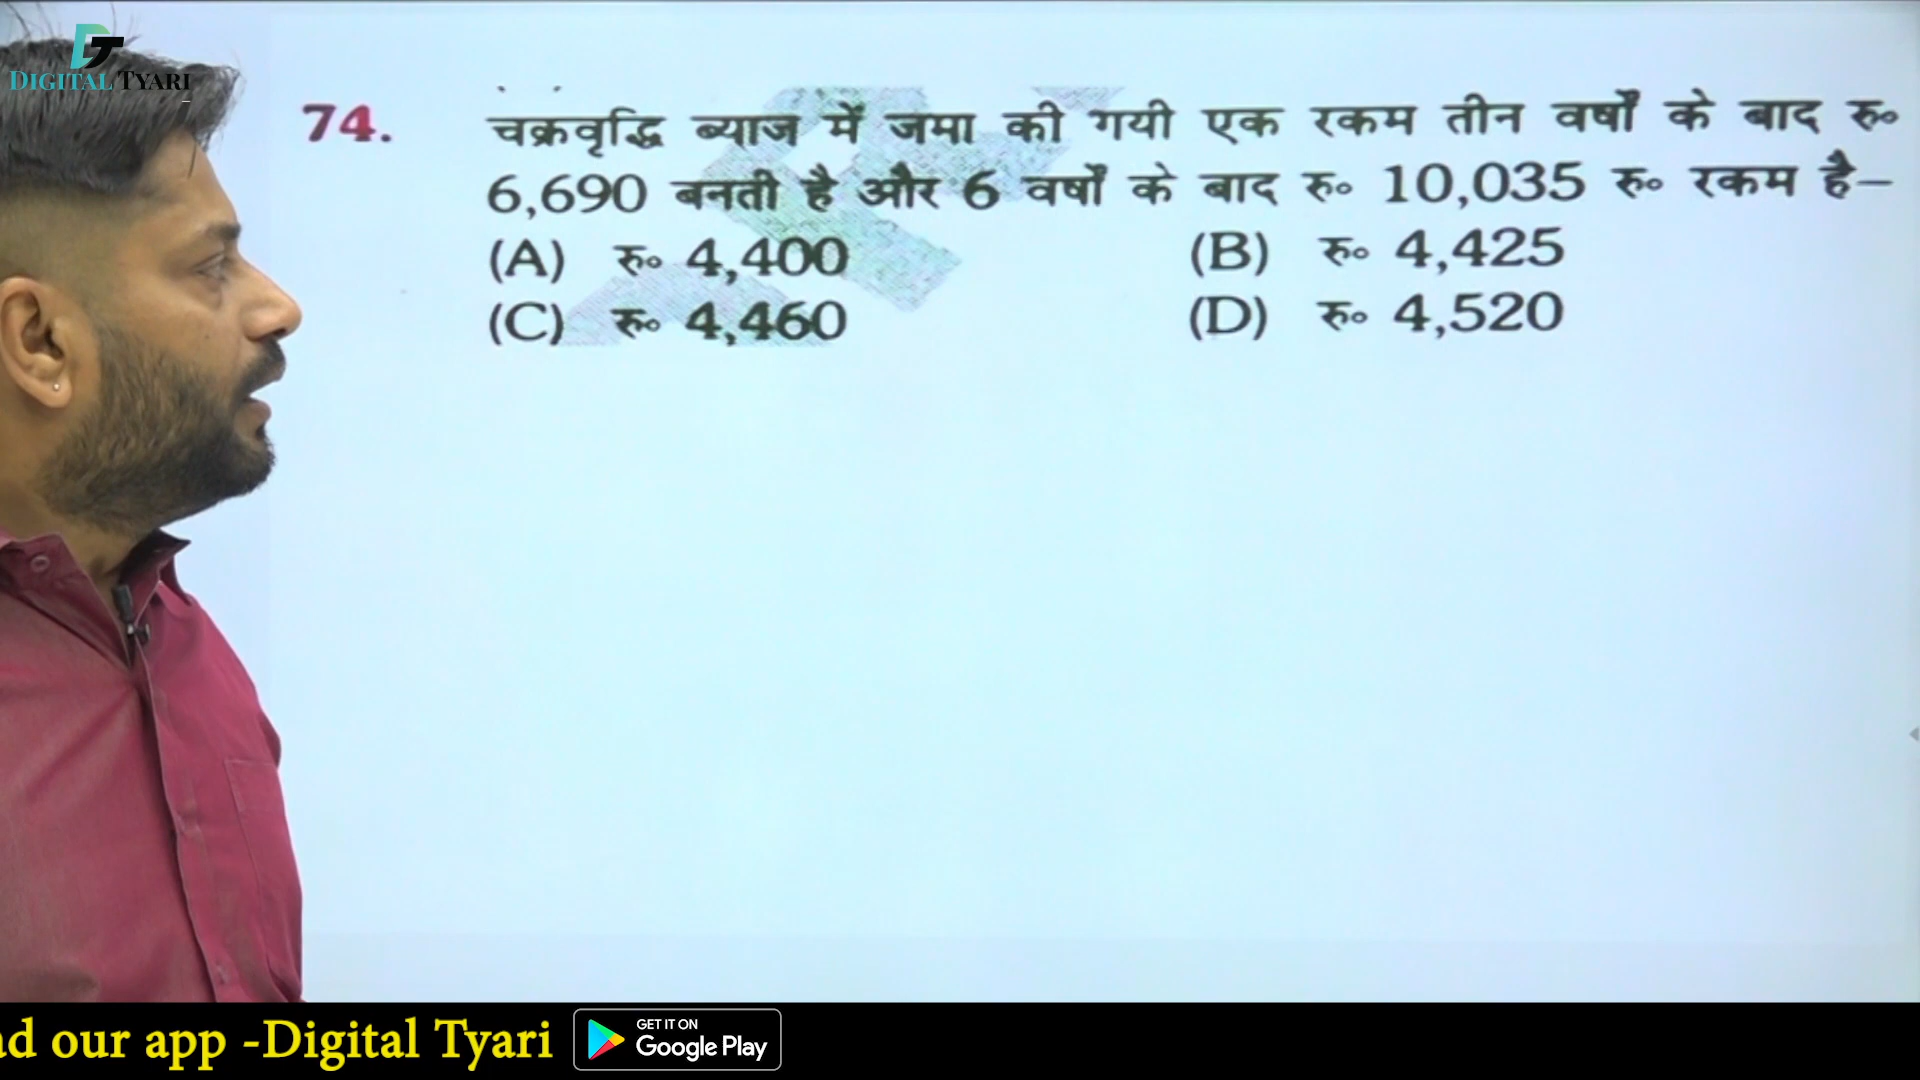 DT
DIGITAL TYARI
74. चक्रवृद्धि ब्याज में जमा की गयी एक रकम तीन वर्षों के बाद रु०
6,690 बनती है और 6 वर्षों के बाद रु० 10,035 रु० रकम है–
(A) रु० 4,400 (B) रु० 4,425
(C) रु० 4,460 (D) रु० 4,520
ad our app -Digital Tyari GET IT ON
Google Play